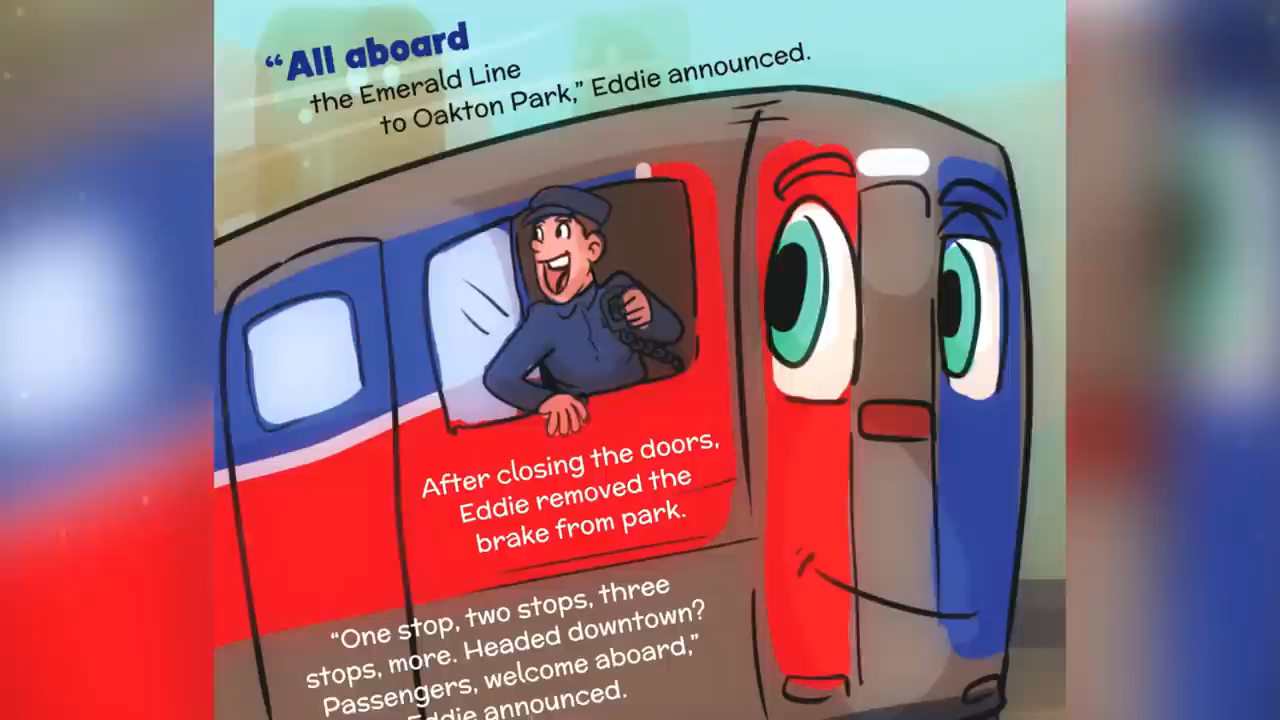 “All aboard
the Emerald Line
to Oakton Park,” Eddie announced.
After closing the doors,
Eddie removed the
brake from park.
“One stop, two stops, three
stops, more. Headed downtown?
Passengers, welcome aboard,”
Eddie announced.